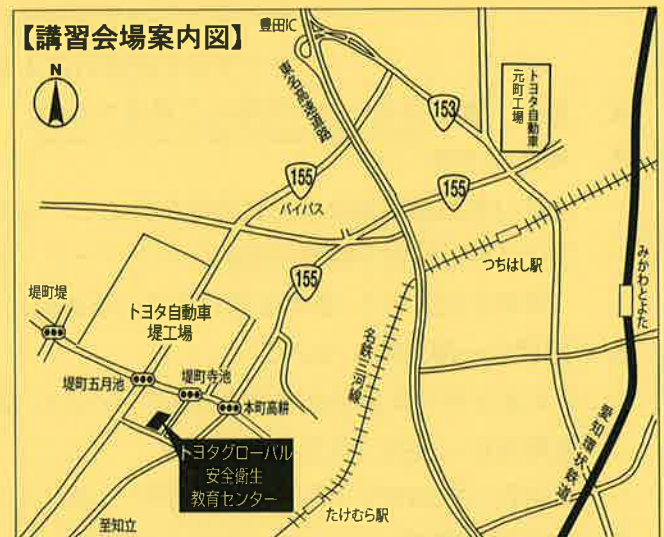 【講習会場案内図】
豊田IC
N
東名高速道路
153
トヨタ自動車
元町工場
155
バイパス
155
つちはし駅
みかわとよた
155
堤町堤
トヨタ自動車
堤工場
名鉄三河線
堤町五月池
堤町寺池
本町高耕
愛知環状鉄道
トヨタグローバル
安全衛生
教育センター
たけむら駅
至知立